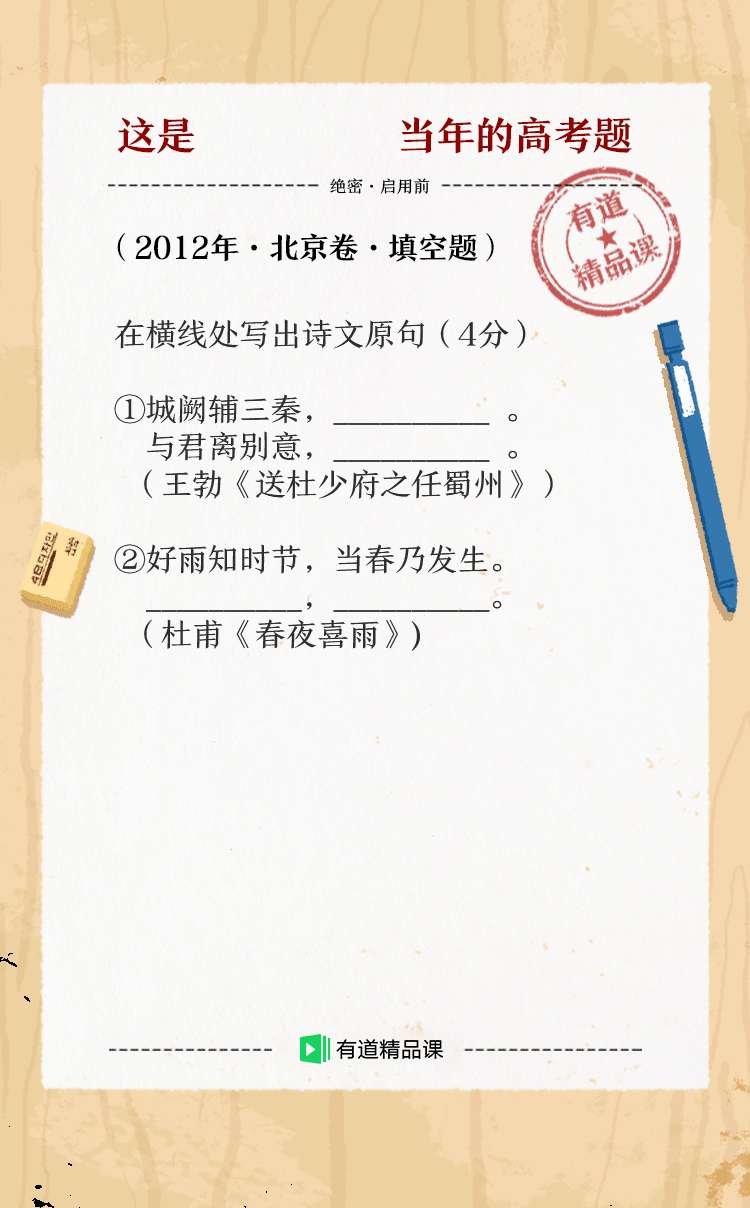 这是 当年的高考题
绝密·启用前
有道
精品课
（2012年·北京卷·填空题）
在横线处写出诗文原句（4分）
①城阙辅三秦，__________ 。
与君离别意，__________ 。
（王勃《送杜少府之任蜀州》）
②好雨知时节，当春乃发生。
__________，__________。
（杜甫《春夜喜雨》)
有道精品课